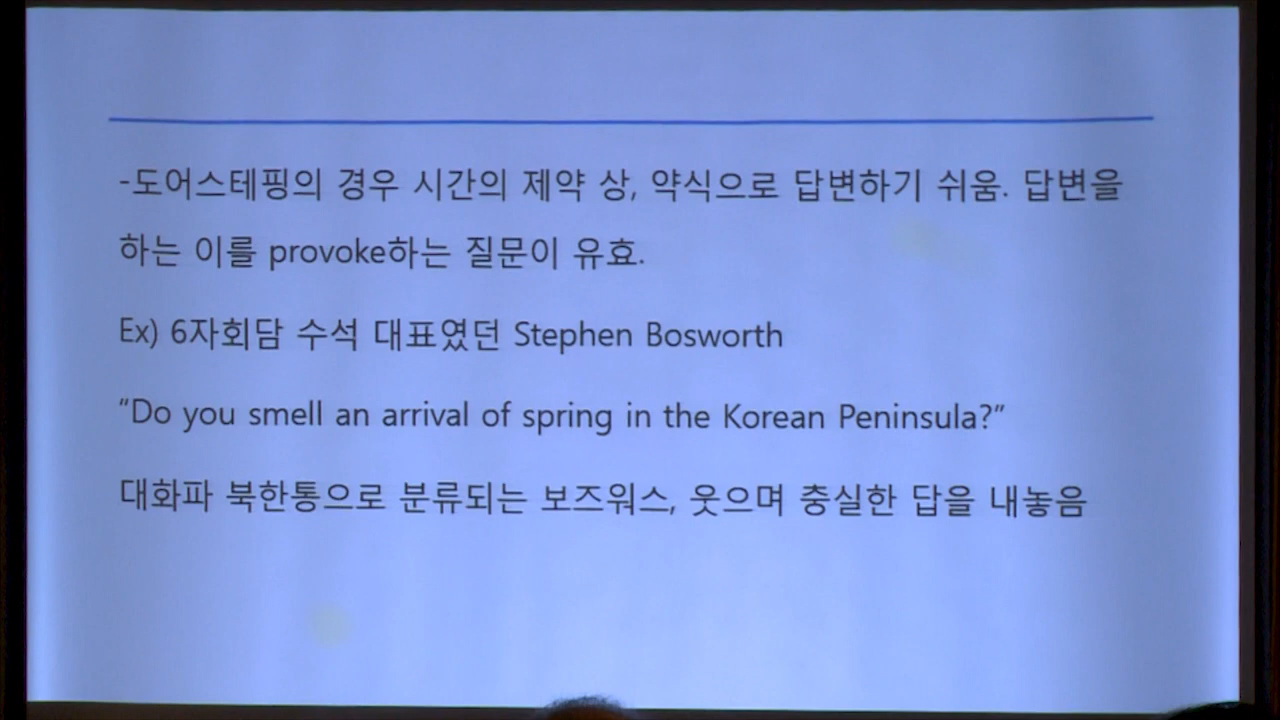 -도어스테핑의 경우 시간의 제약 상, 약식으로 답변하기 쉬움. 답변을
하는 이를 provoke하는 질문이 유효.
Ex) 6자회담 수석 대표였던 Stephen Bosworth
“Do you smell an arrival of spring in the Korean Peninsula?”
대화파 북한통으로 분류되는 보즈워스, 웃으며 충실한 답을 내놓음